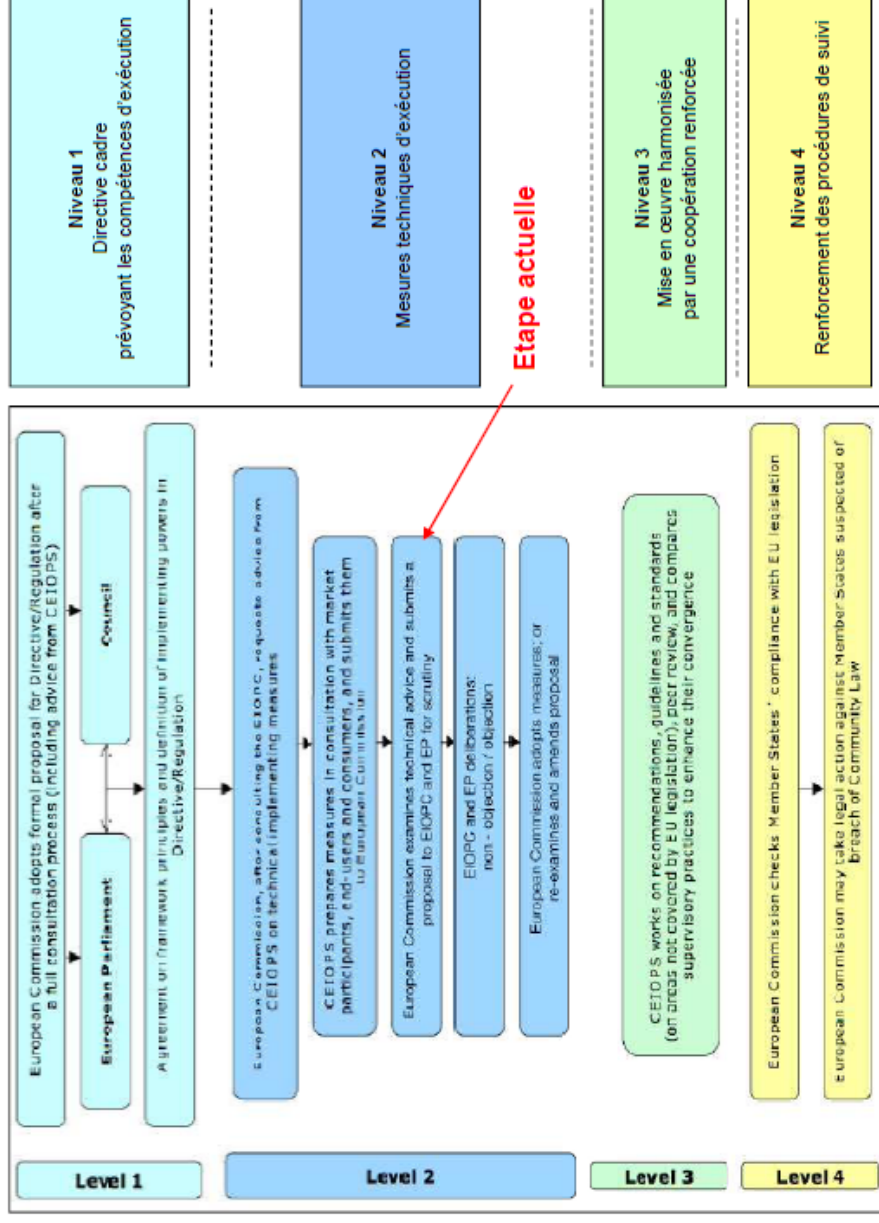 Level 1
European Commission adopts formal proposal for Directive/Regulation after
a full consultation process (including advice from CEIOPS)
European Parliament
Council
Agreement on framework principles and definition of implementing powers in
Directive/Regulation
Niveau 1
Directive cadre
prévoyant les compétences d'exécution
Level 2
European Commission, after consulting the EIOPC, requests advice from
CEIOPS on technical implementing measures
CEIOPS prepares measures in consultation with market
participants, end-users and consumers, and submits them
to European Commission
European Commission examines technical advice and submits a
proposal to EIOPC and EP for scrutiny
EIOPC and EP deliberations:
non - objection / objection
European Commission adopts measures; or
re-examines and amends proposal
Niveau 2
Mesures techniques d'exécution
Etape actuelle
Level 3
CEIOPS works on recommendations, guidelines and standards
(on areas not covered by EU legislation), peer review, and compares
supervisory practices to enhance their convergence
Niveau 3
Mise en œuvre harmonisée
par une coopération renforcée
Level 4
European Commission checks Member States' compliance with EU legislation
European Commission may take legal action against Member States suspected of
breach of Community Law
Niveau 4
Renforcement des procédures de suivi